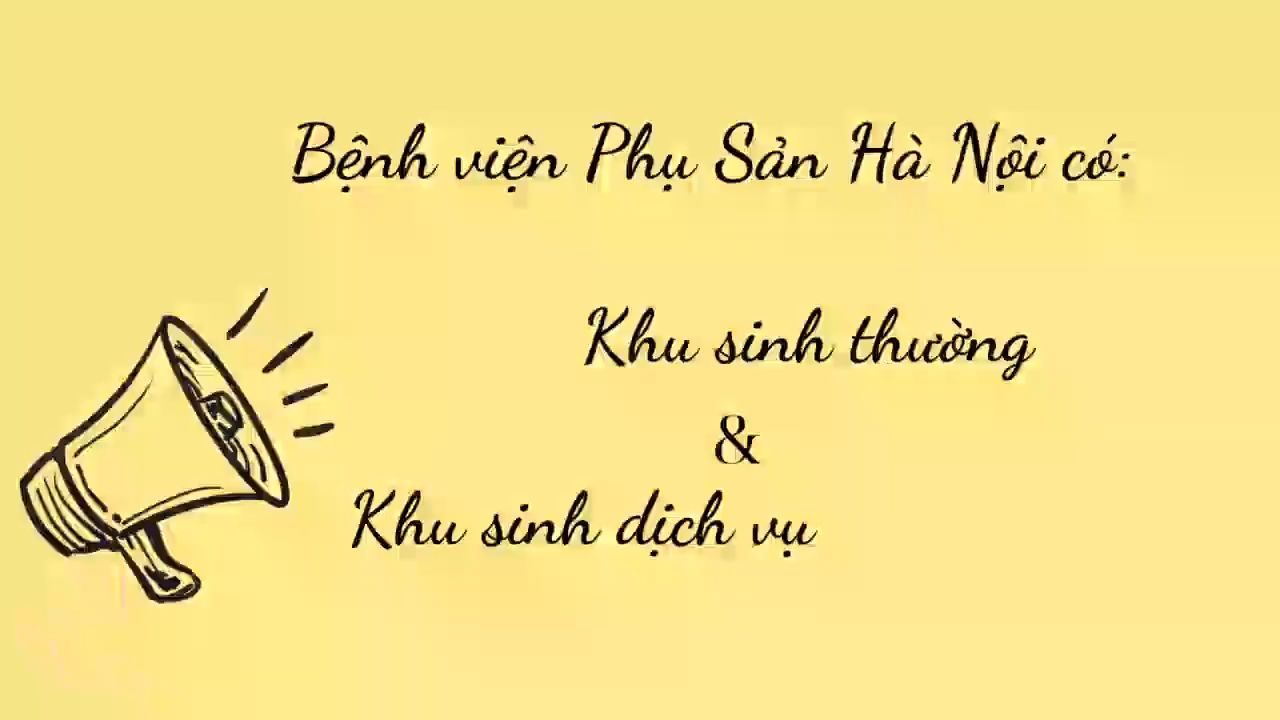 Bệnh viện Phụ Sản Hà Nội có:
Khu sinh thường
&
Khu sinh dịch vụ